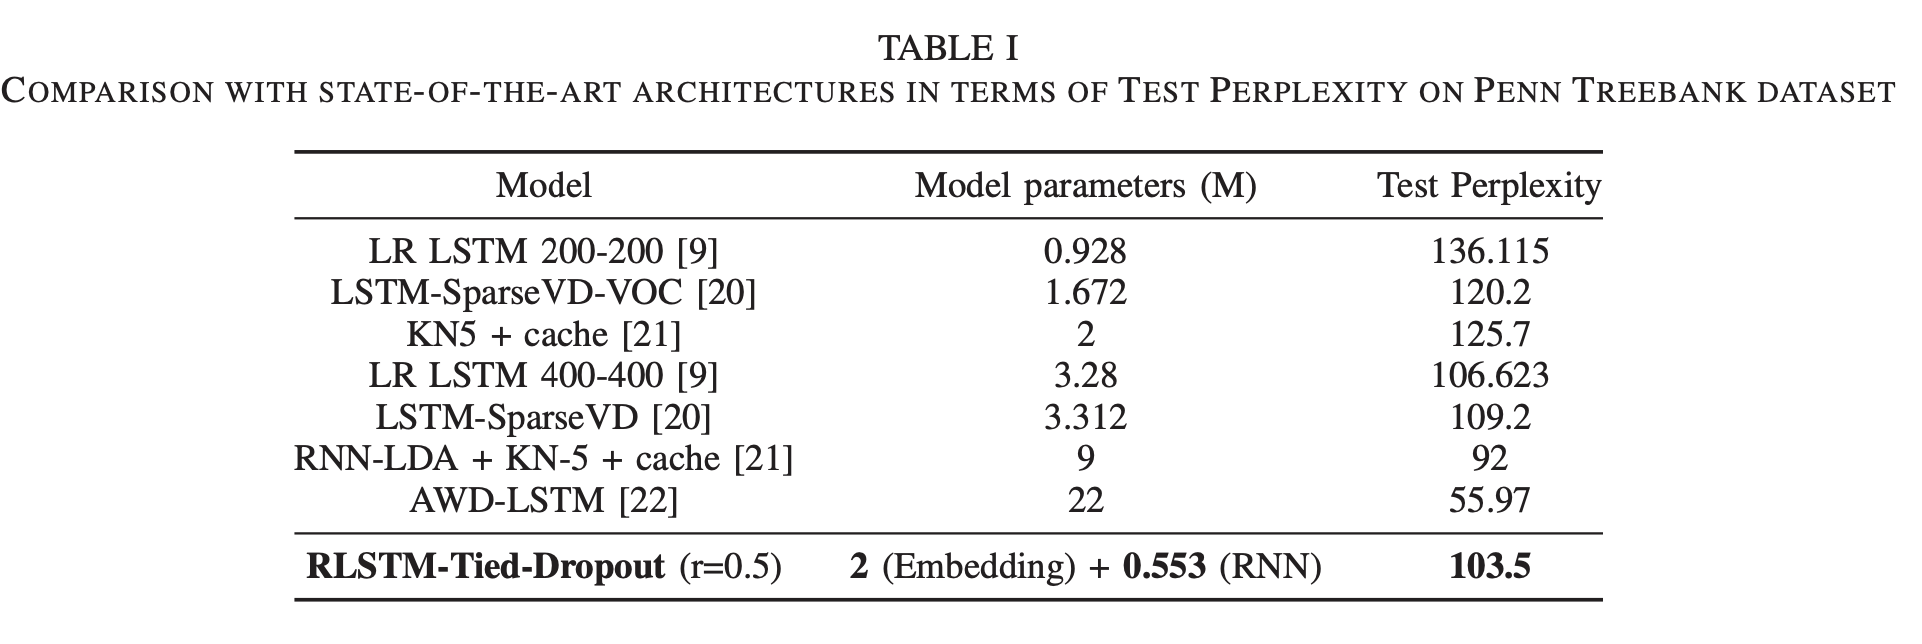 TABLE I
COMPARISON WITH STATE-OF-THE-ART ARCHITECTURES IN TERMS OF TEST PERPLEXITY ON PENN TREEBANK DATASET
Model Model parameters (M) Test Perplexity
LR LSTM 200-200 [9] 0.928 136.115
LSTM-SparseVD-VOC [20] 1.672 120.2
KN5 + cache [21] 2 125.7
LR LSTM 400-400 [9] 3.28 106.623
LSTM-SparseVD [20] 3.312 109.2
RNN-LDA + KN-5 + cache [21] 9 92
AWD-LSTM [22] 22 55.97
RLSTM-Tied-Dropout (r=0.5) 2 (Embedding) + 0.553 (RNN) 103.5